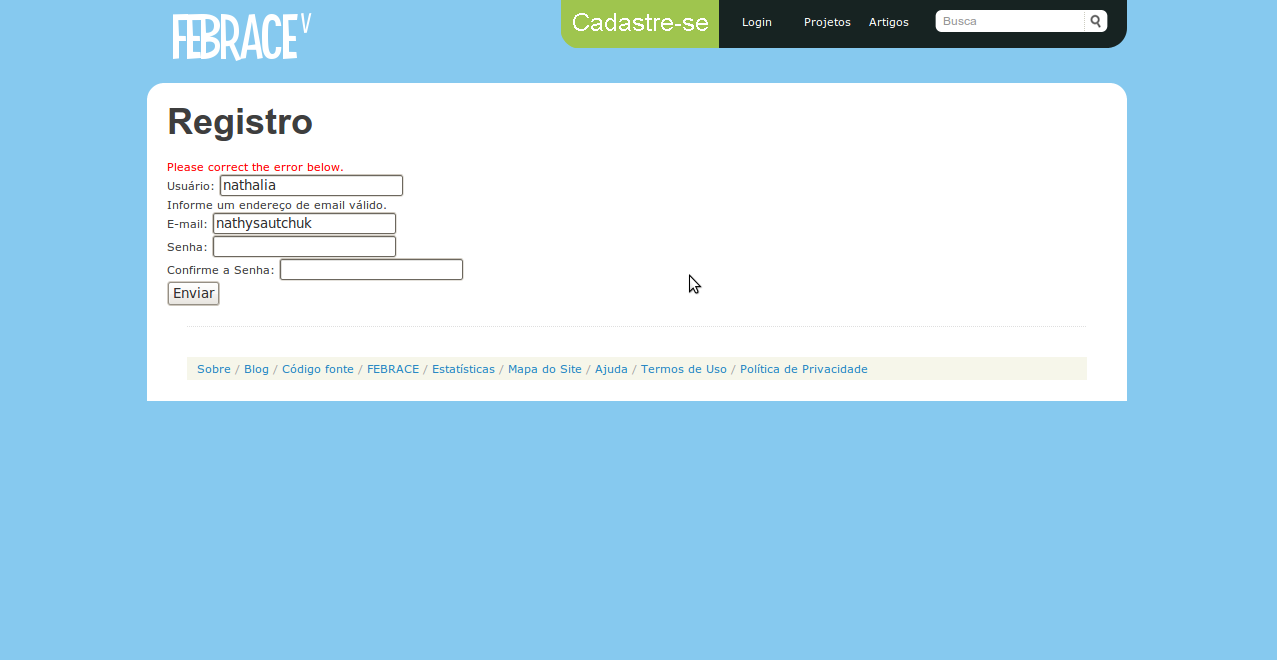 FEBRACE V
Cadastre-se Login Projetos Artigos Busca
Registro
Please correct the error below.
Usuário: nathalia
Informe um endereço de email válido.
E-mail: nathysautchuk
Senha:
Confirme a Senha:
Enviar
Sobre / Blog / Código fonte / FEBRACE / Estatísticas / Mapa do Site / Ajuda / Termos de Uso / Política de Privacidade